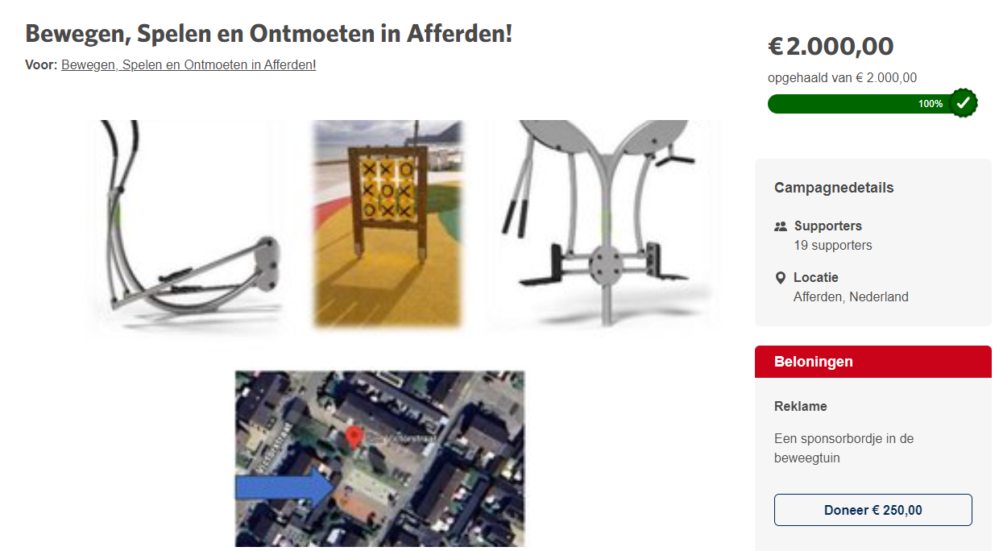 Bewegen, Spelen en Ontmoeten in Afferden!
Voor: Bewegen, Spelen en Ontmoeten in Afferden!
€ 2.000,00
opgehaald van € 2.000,00
100%
Campagnedetails
Supporters
19 supporters
Locatie
Afferden, Nederland
Beloningen
Reklame
Een sponsorbordje in de
beweegtuin
Doneer € 250,00
X X O
X O X
O X X